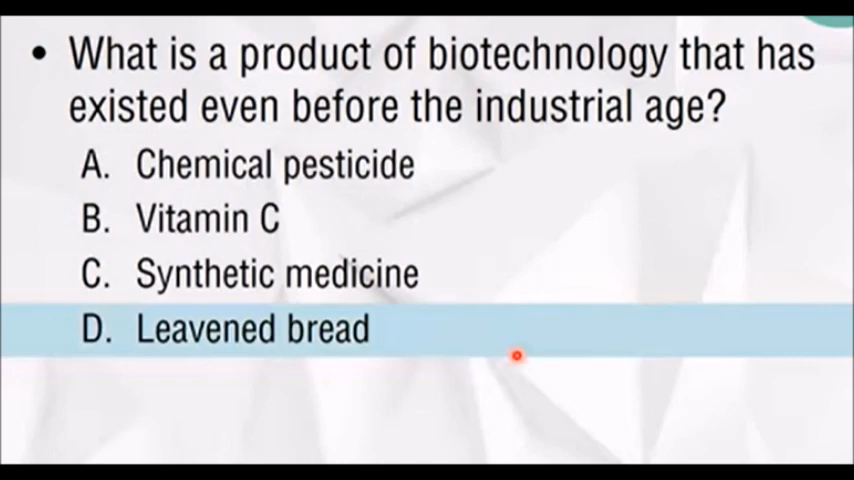 • What is a product of biotechnology that has
existed even before the industrial age?
A. Chemical pesticide
B. Vitamin C
C. Synthetic medicine
D. Leavened bread